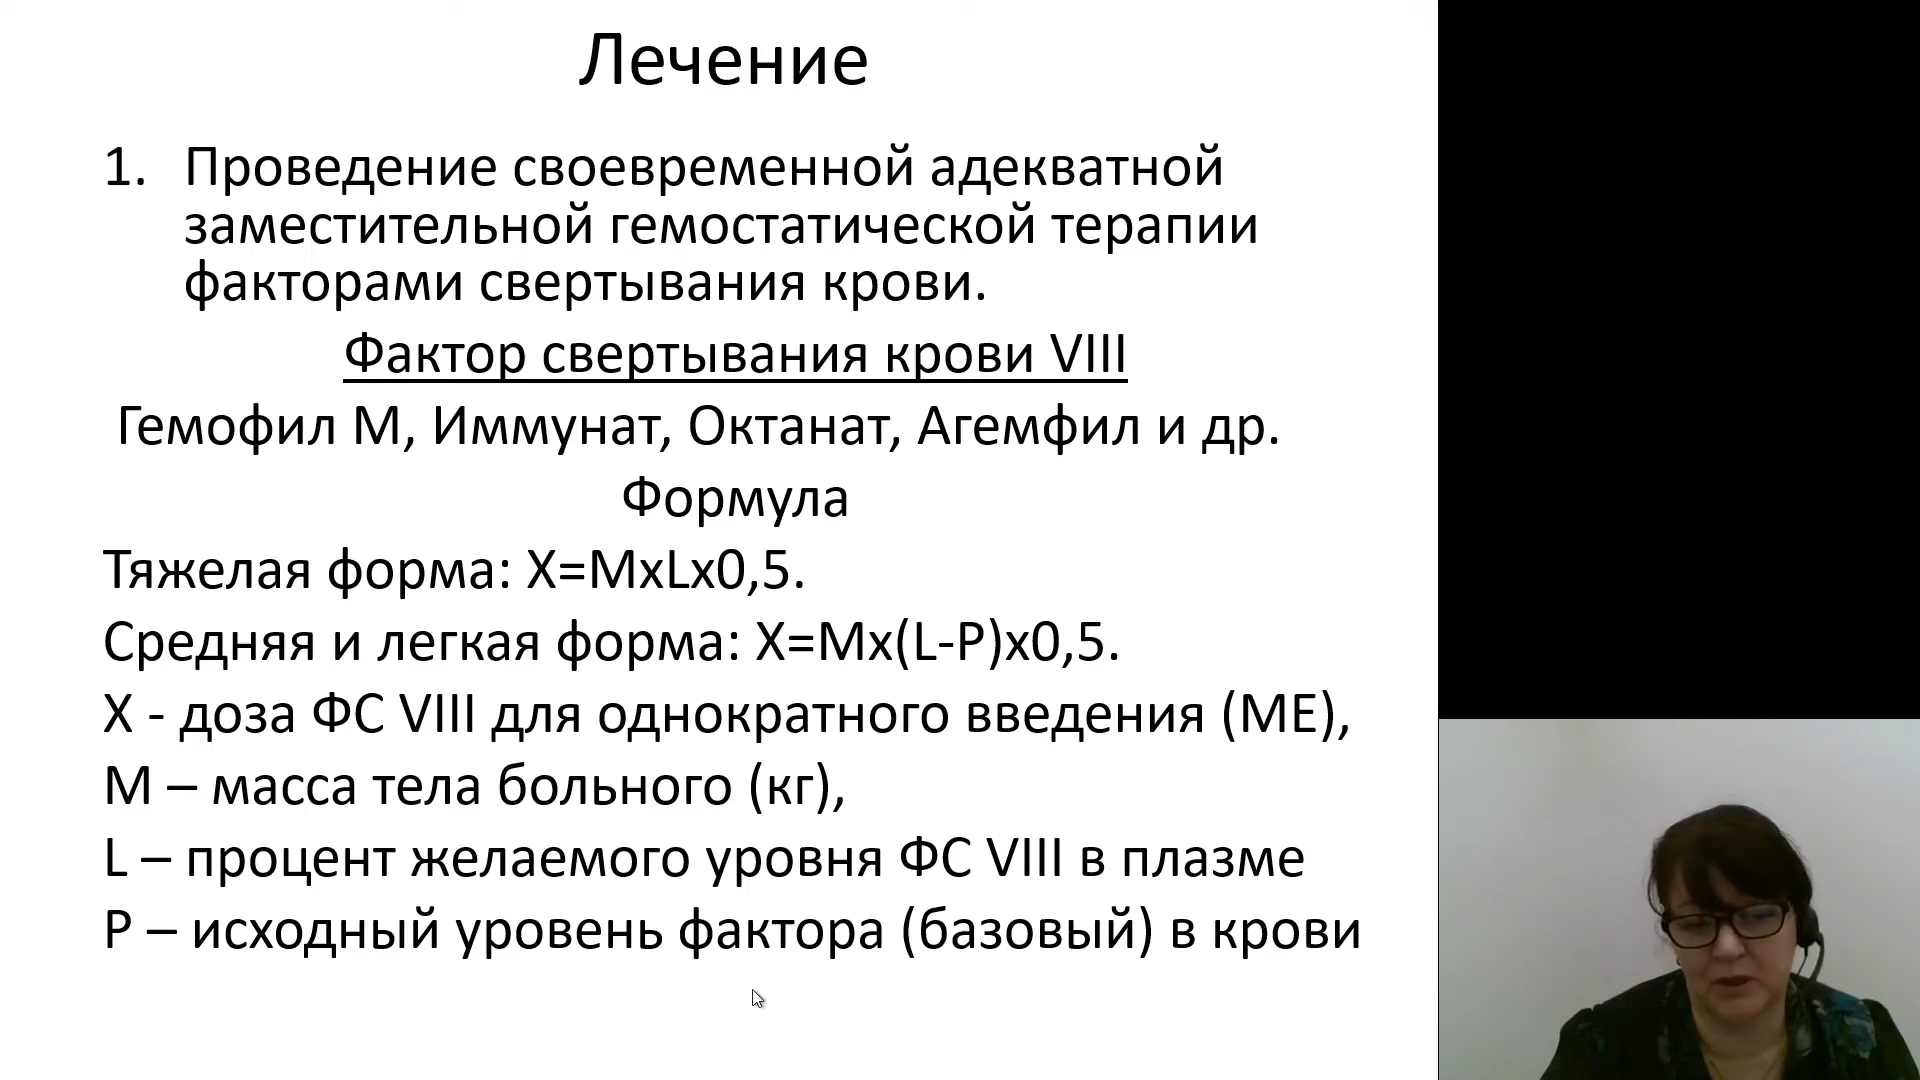 Лечение
1. Проведение своевременной адекватной
заместительной гемостатической терапии
факторами свертывания крови.
Фактор свертывания крови VIII
Гемофил М, Иммунат, Октанат, Агемфил и др.
Формула
Тяжелая форма: X=MxLx0,5.
Средняя и легкая форма: X=Mx(L-P)x0,5.
X - доза ФС VIII для однократного введения (МЕ),
М – масса тела больного (кг),
L – процент желаемого уровня ФС VIII в плазме
Р – исходный уровень фактора (базовый) в крови